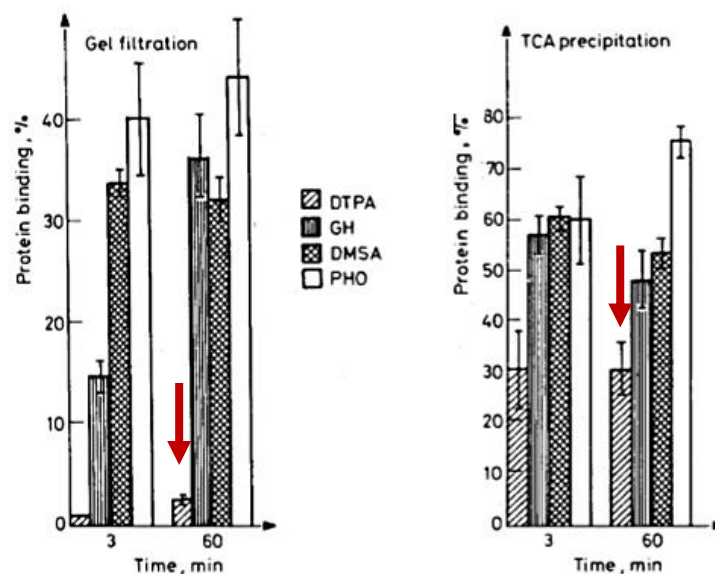 Gel filtration
Protein binding, %
40
30
20
10
0
3
60
Time, min
DTPA
GH
DMSA
PHO
TCA precipitation
Protein binding, %
80
70
60
50
40
30
20
10
0
3
60
Time, min